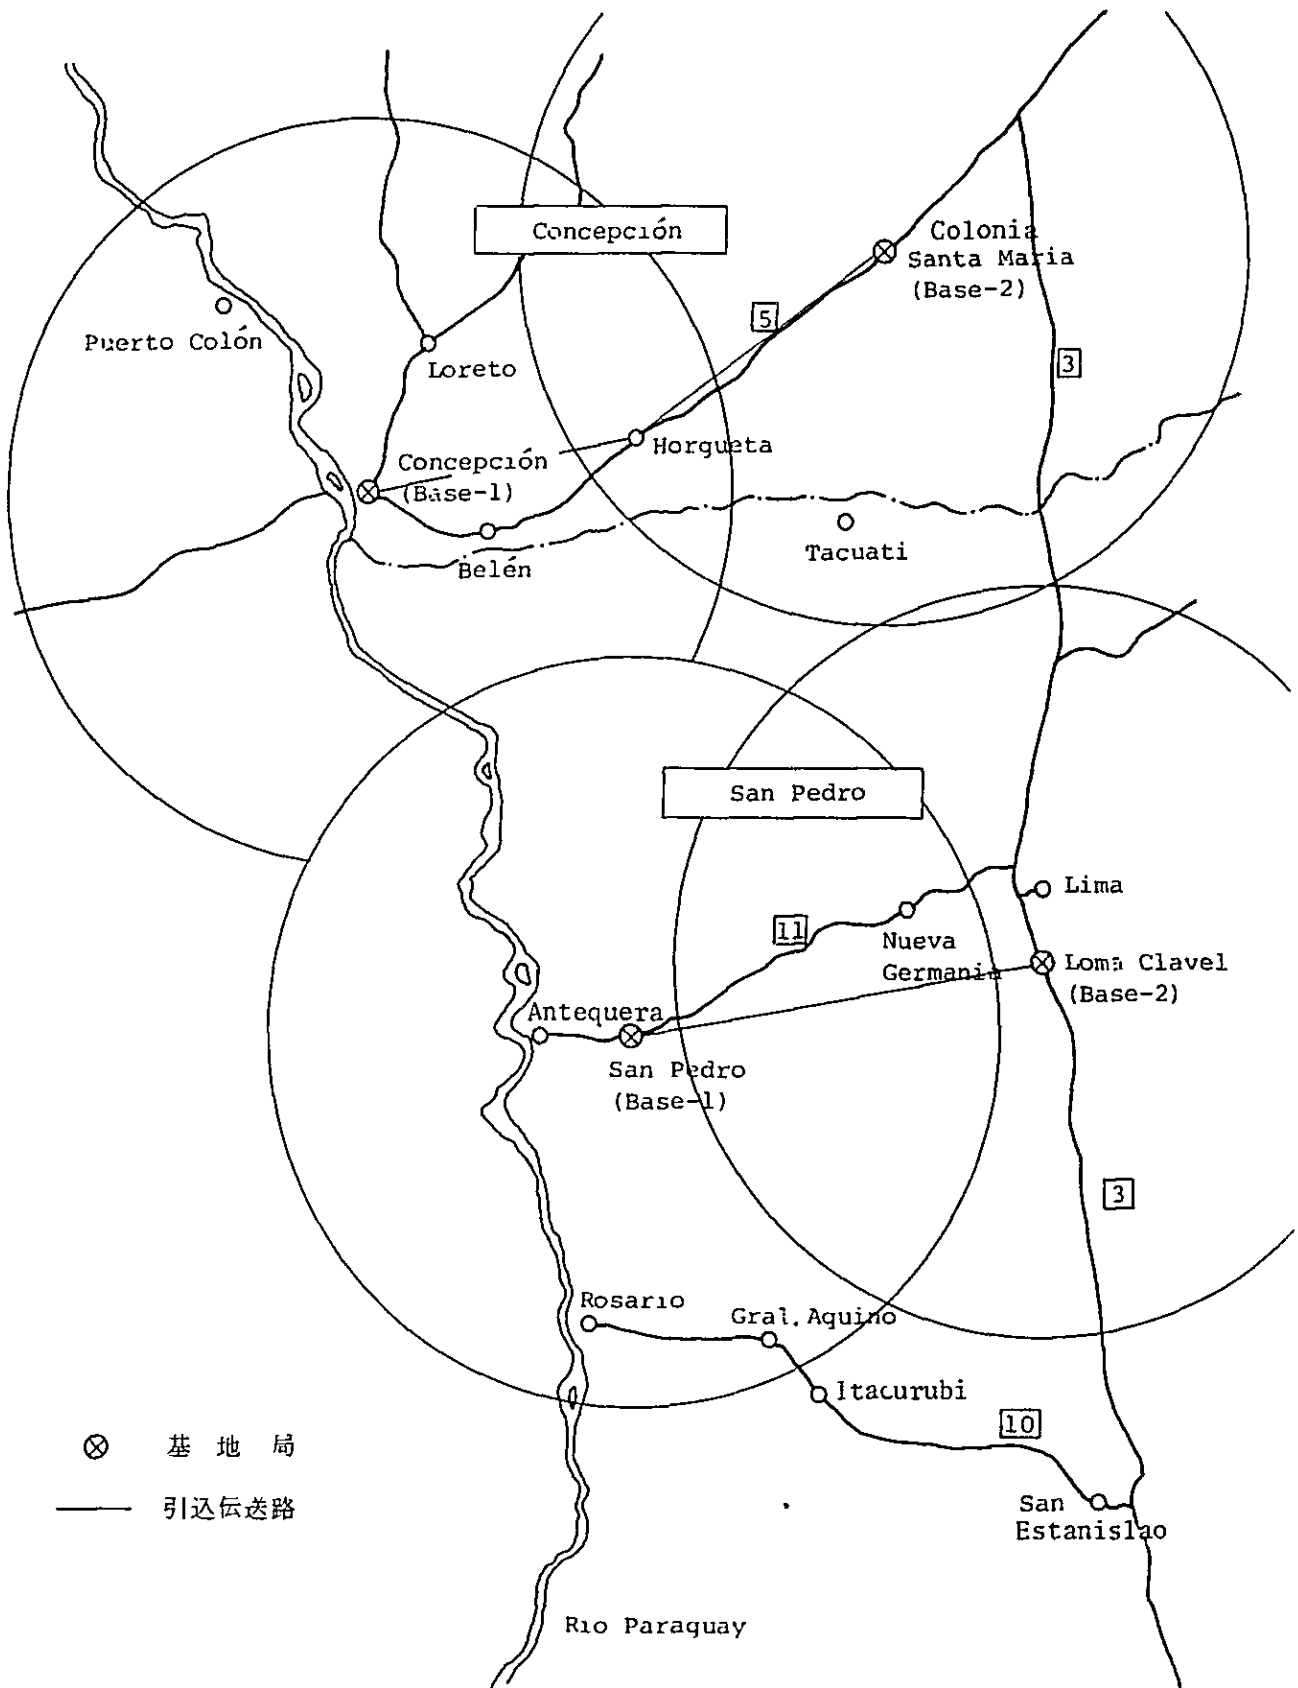 Concepción
Colonia
Santa Maria
(Base-2)
5
Puerto Colón
Loreto
3
Horqueta
Concepción
(Base-1)
Tacuati
Belén
San Pedro
Lima
11
Nueva
Germania
Loma Clavel
(Base-2)
Antequera
San Pedro
(Base-1)
3
Rosario
Gral. Aquino
Itacurubi
10
基地局
引込伝送路
San
Estanislao
Rio Paraguay